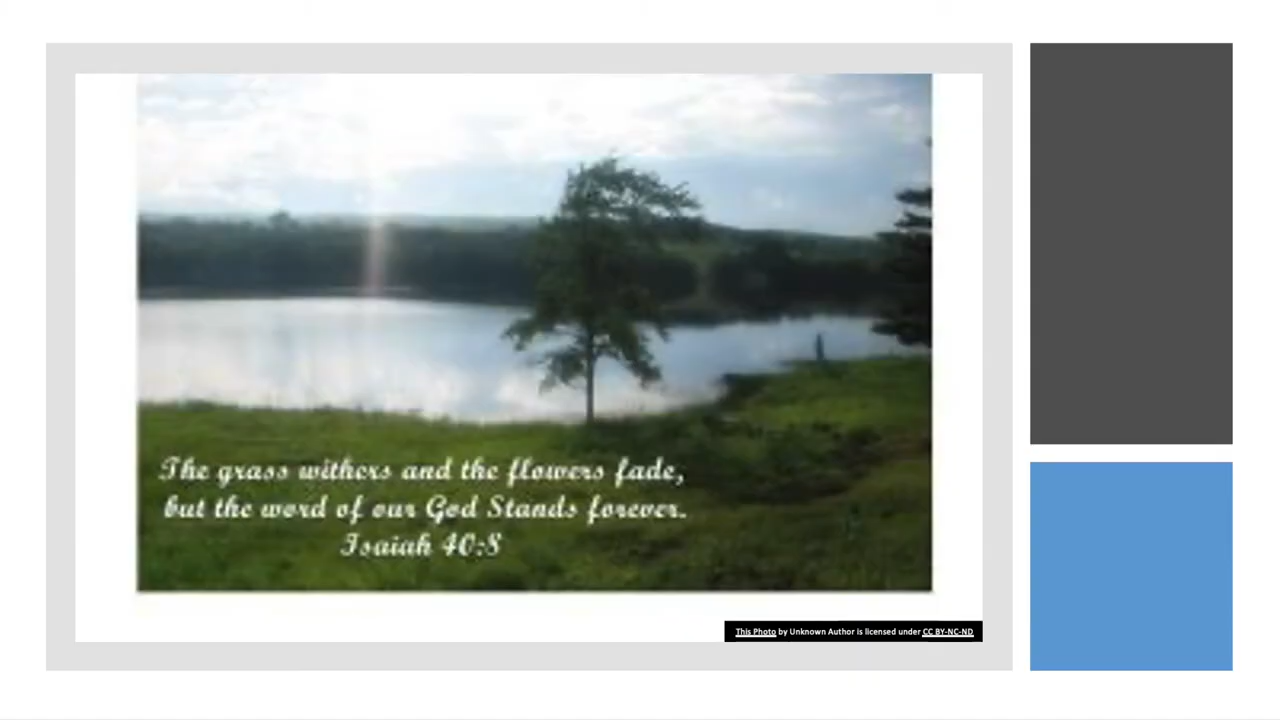 The grass withers and the flowers fade,
but the word of our God Stands forever.
Isaiah 40:8
This Photo by Unknown Author is licensed under CC BY-NC-ND